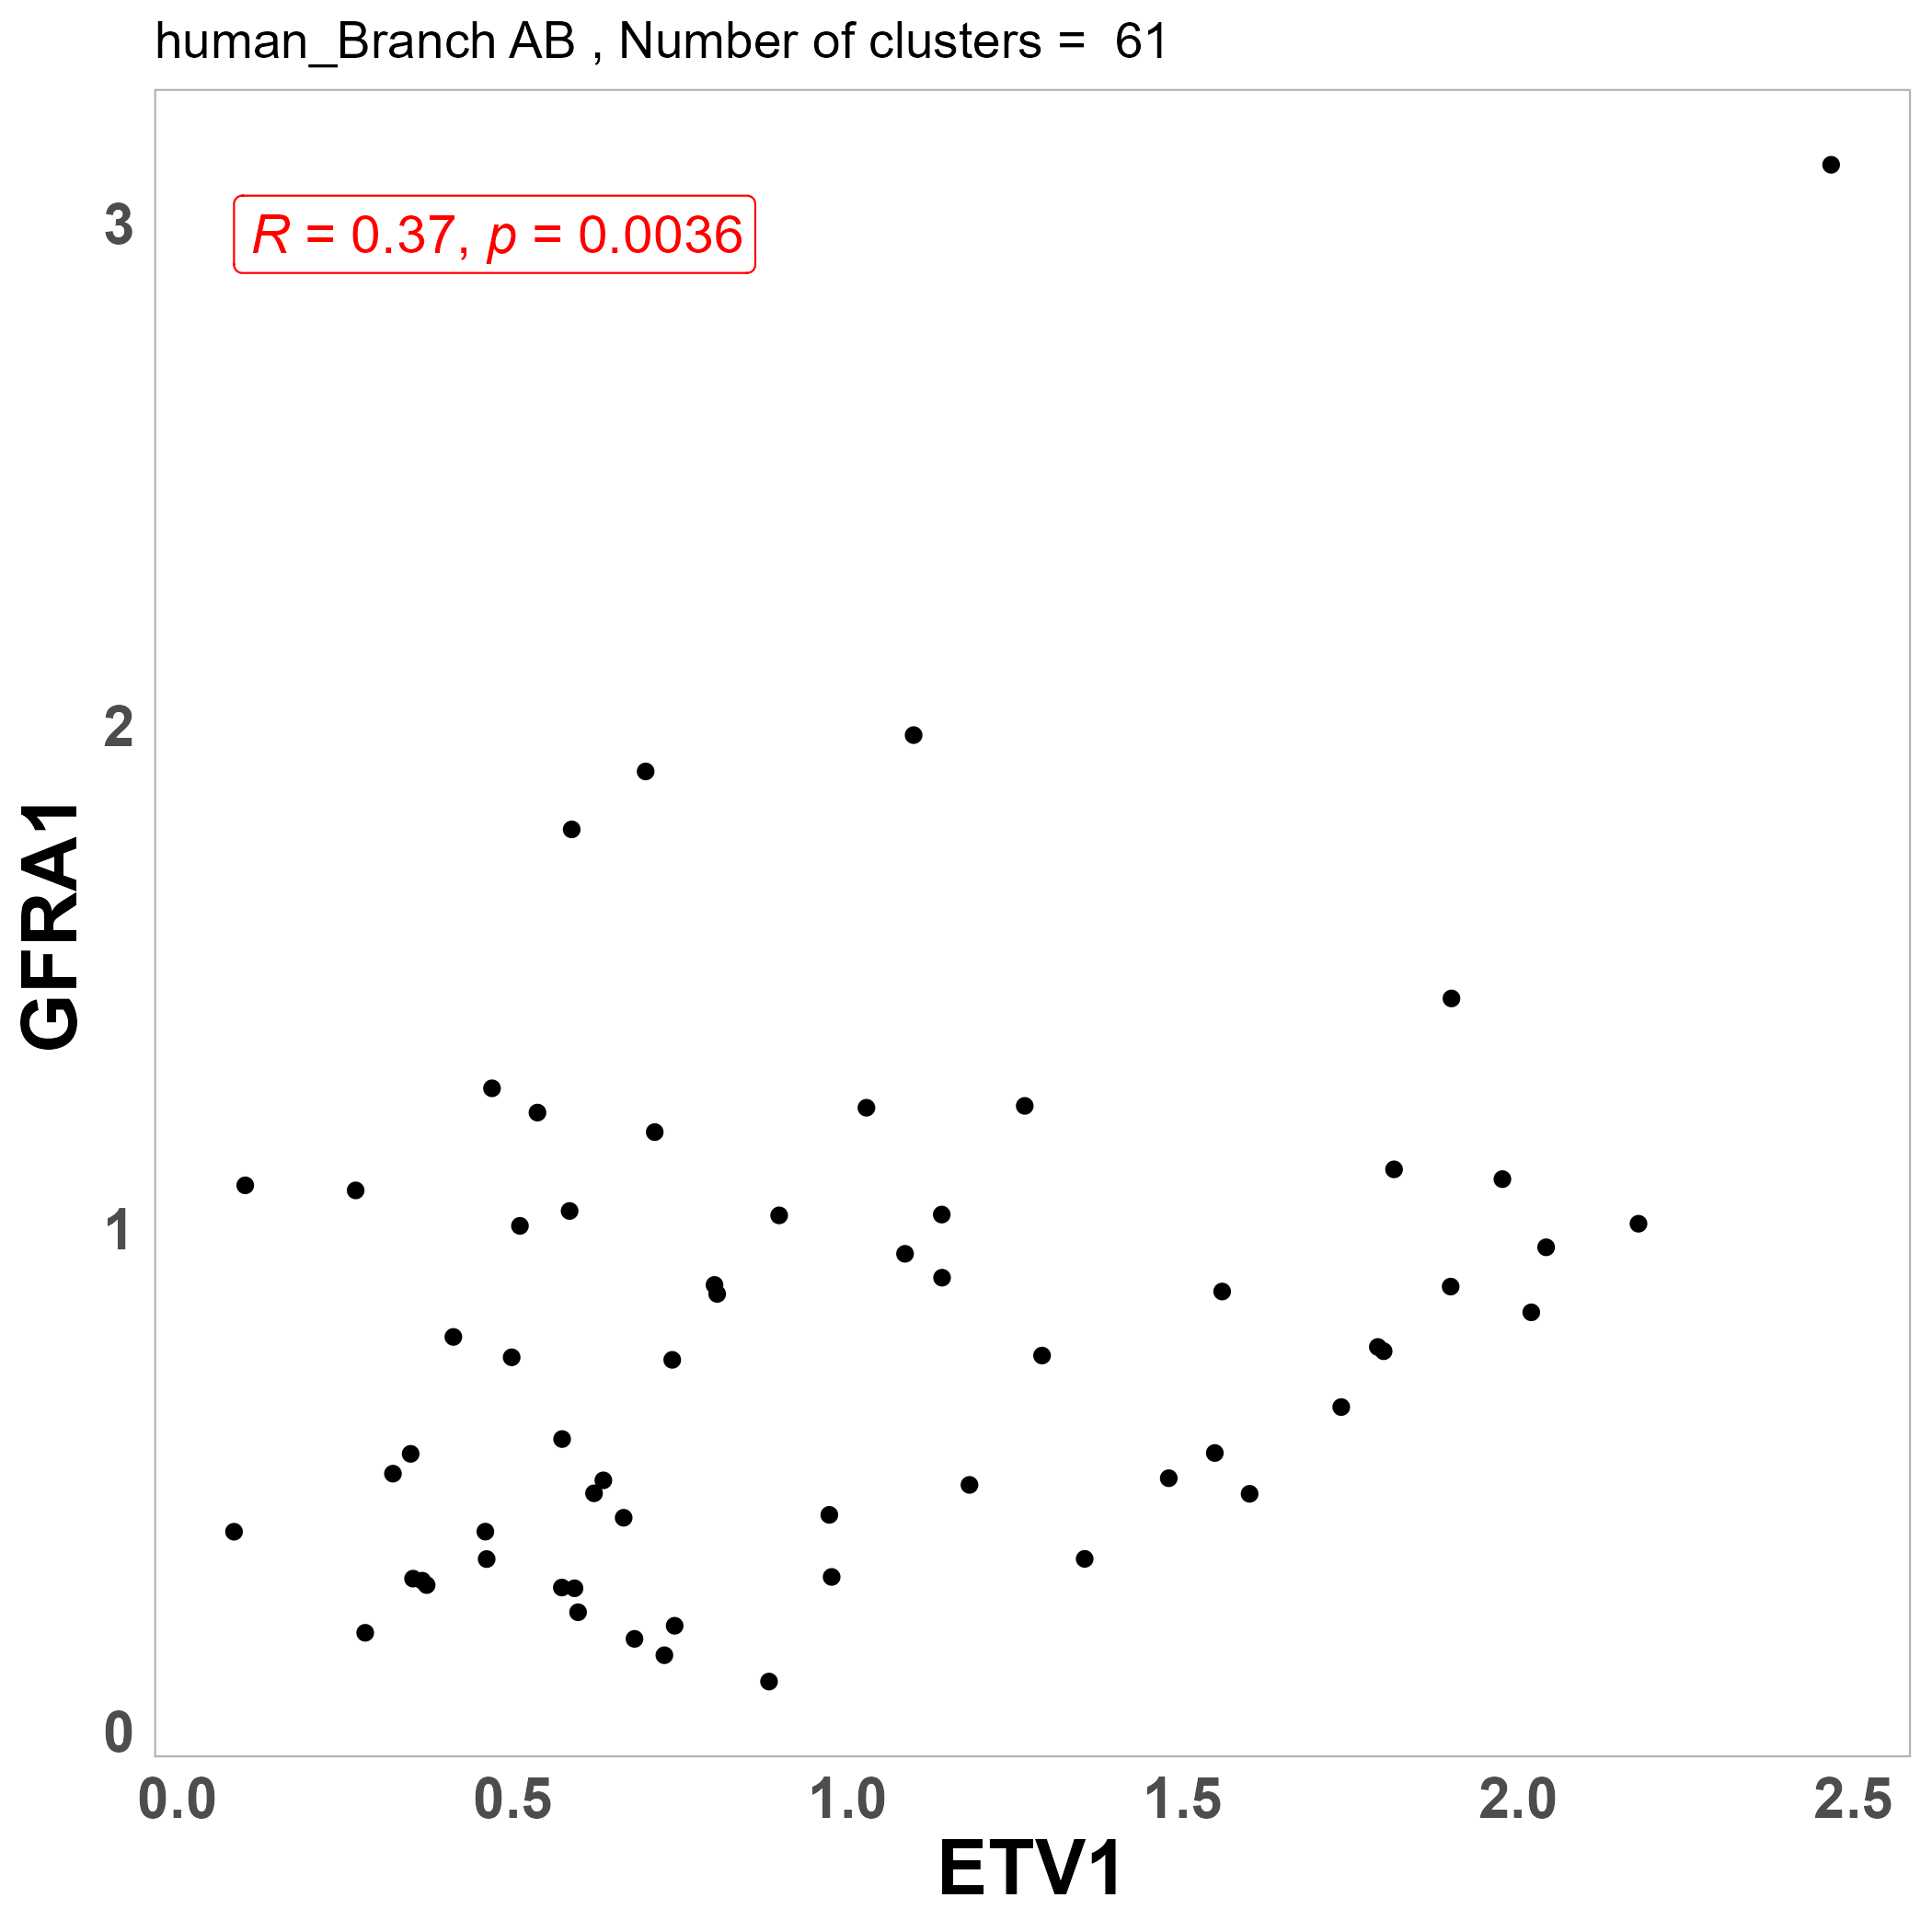 human_Branch AB , Number of clusters =  61
R = 0.37, p = 0.0036
3
2
1
0
GFRA1
0.0 0.5 1.0 1.5 2.0 2.5
ETV1